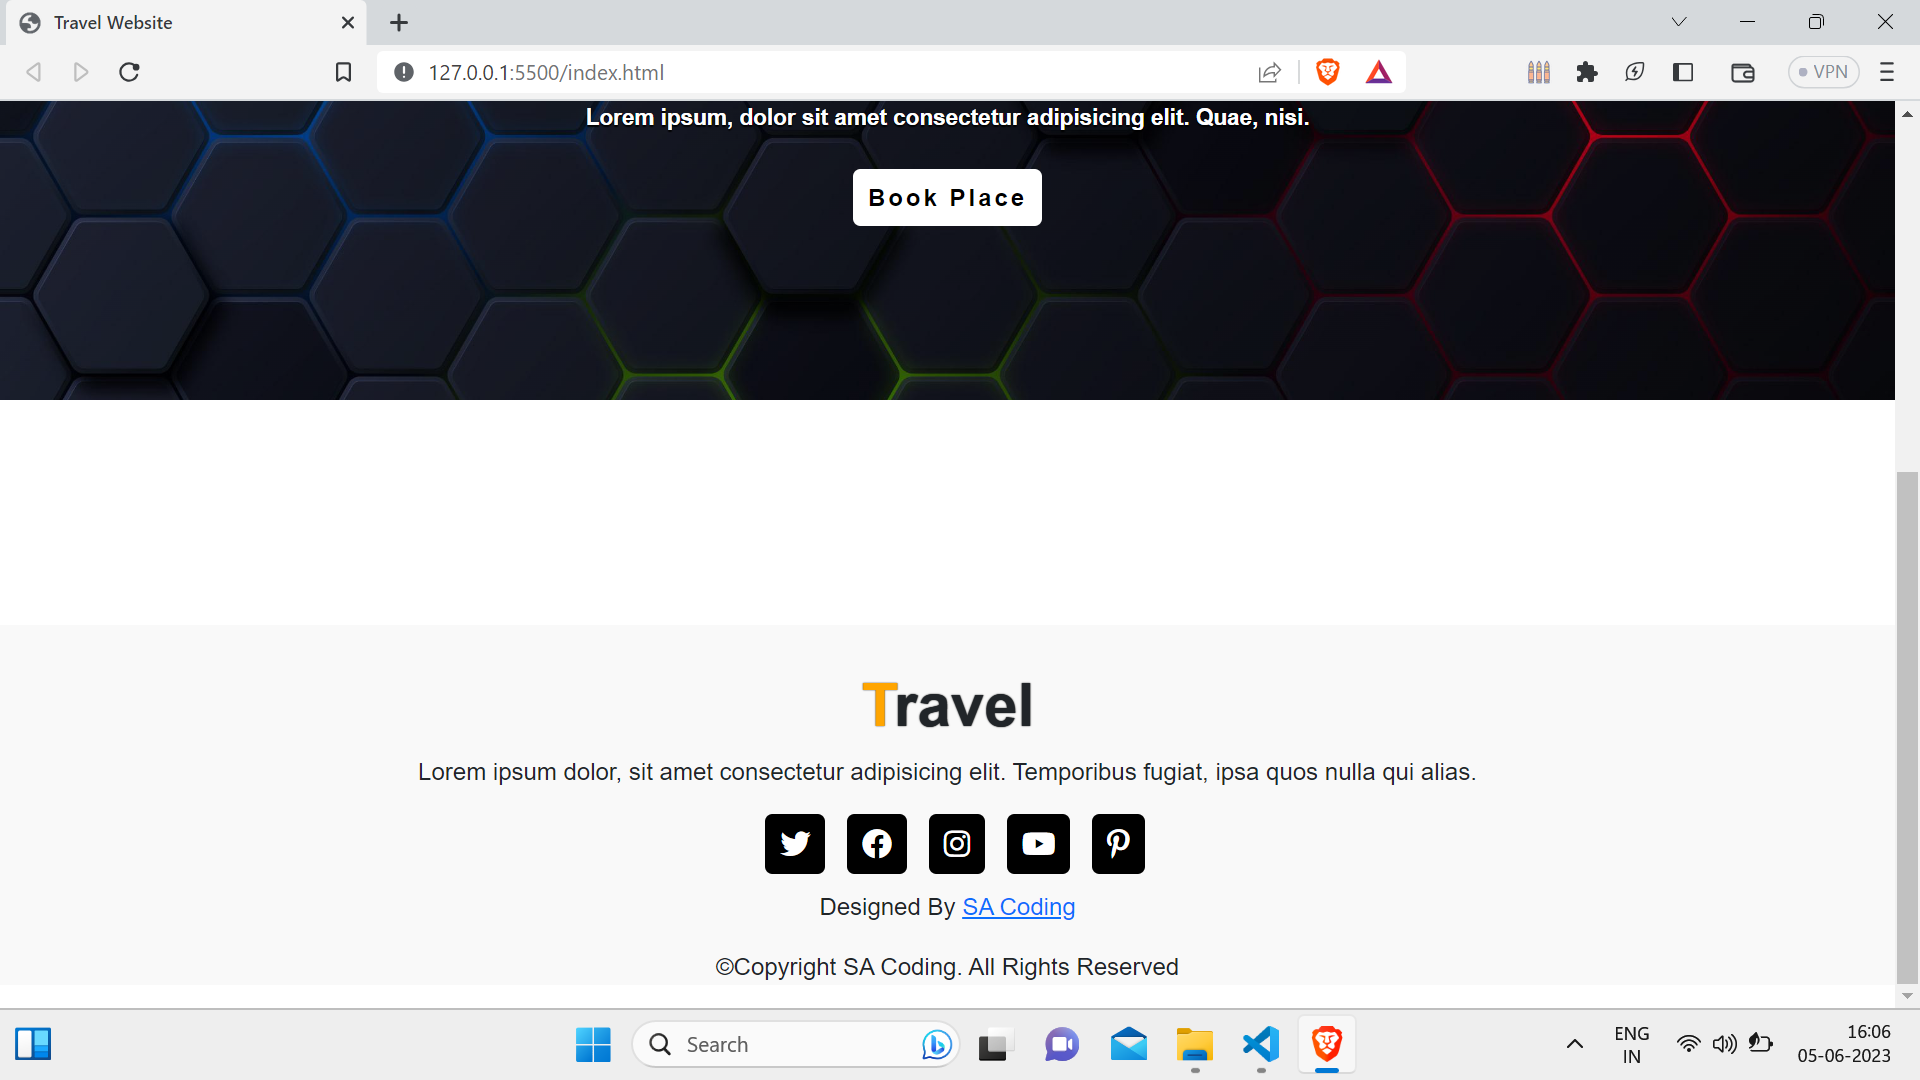 Travel Website
127.0.0.1:5500/index.html
VPN
Lorem ipsum, dolor sit amet consectetur adipisicing elit. Quae, nisi.
Book Place
Travel
Lorem ipsum dolor, sit amet consectetur adipisicing elit. Temporibus fugiat, ipsa quos nulla qui alias.
Designed By SA Coding
©Copyright SA Coding. All Rights Reserved
Search
ENG
IN
16:06
05-06-2023